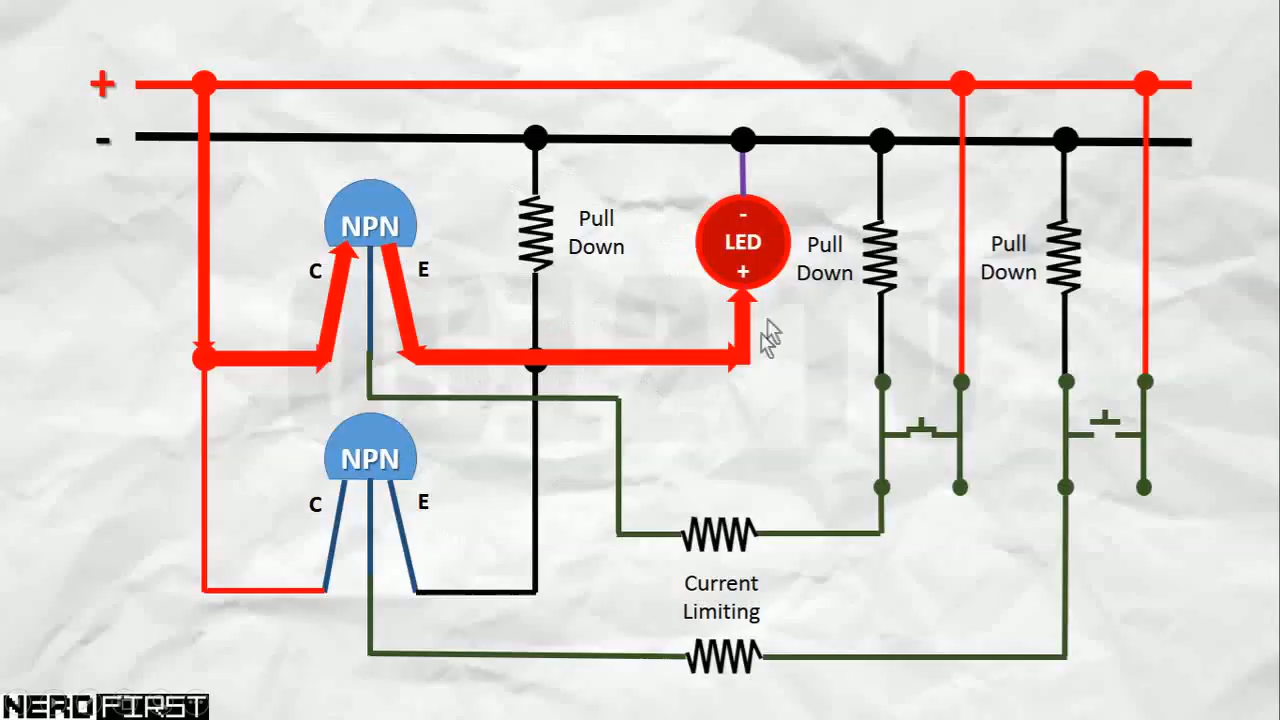 +
-
NPN
C
E
Pull
Down
-
LED
+
Pull
Down
Pull
Down
NPN
C
E
Current
Limiting
NERDFIRST